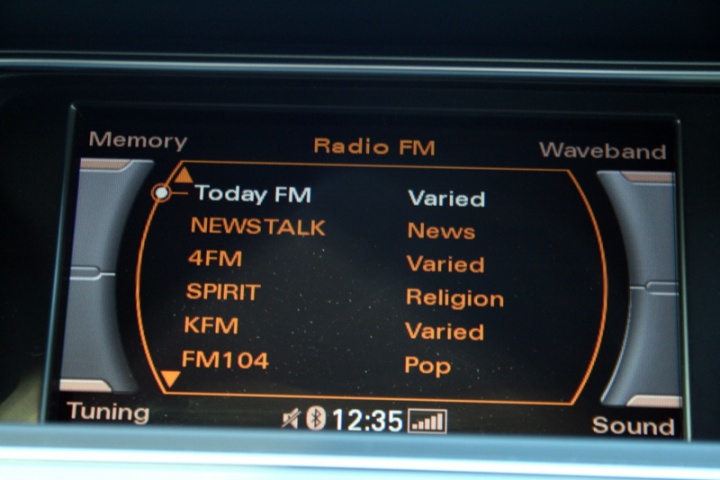 Memory Radio FM Waveband
Today FM Varied
NEWSTALK News
4FM Varied
SPIRIT Religion
KFM Varied
FM104 Pop
Tuning 12:35 Sound